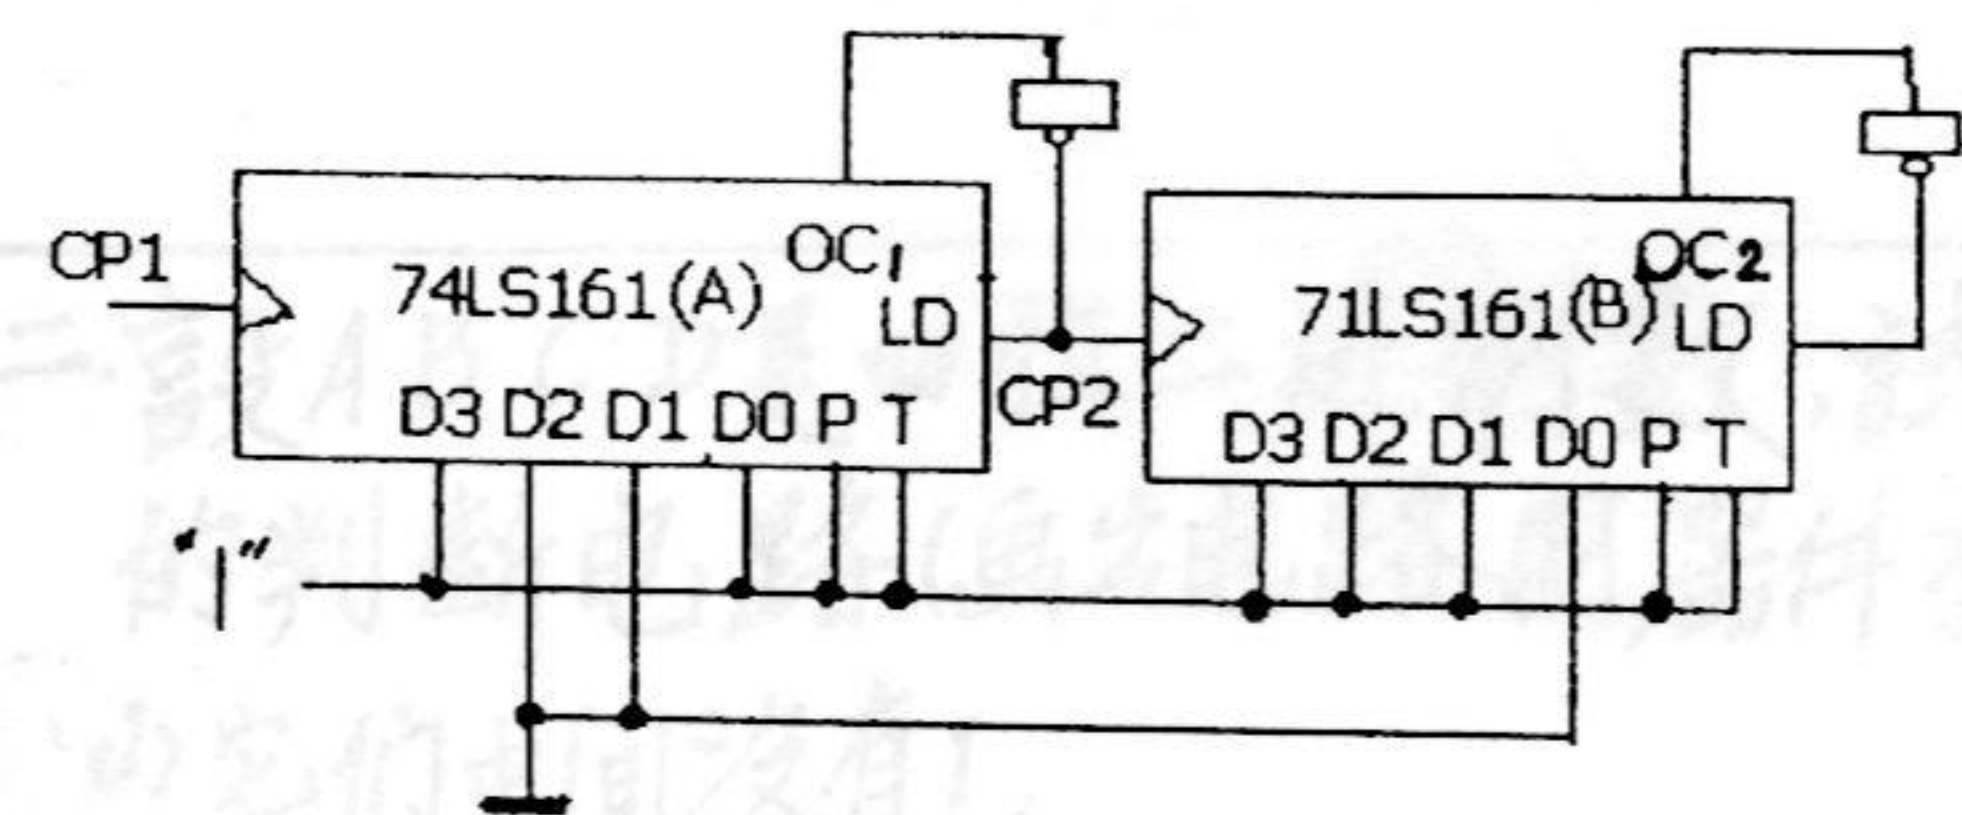 CP1
74LS161(A)
OC1
LD
D3 D2 D1 D0 P T
CP2
71LS161(B)
OC2
LD
D3 D2 D1 D0 P T
"1"